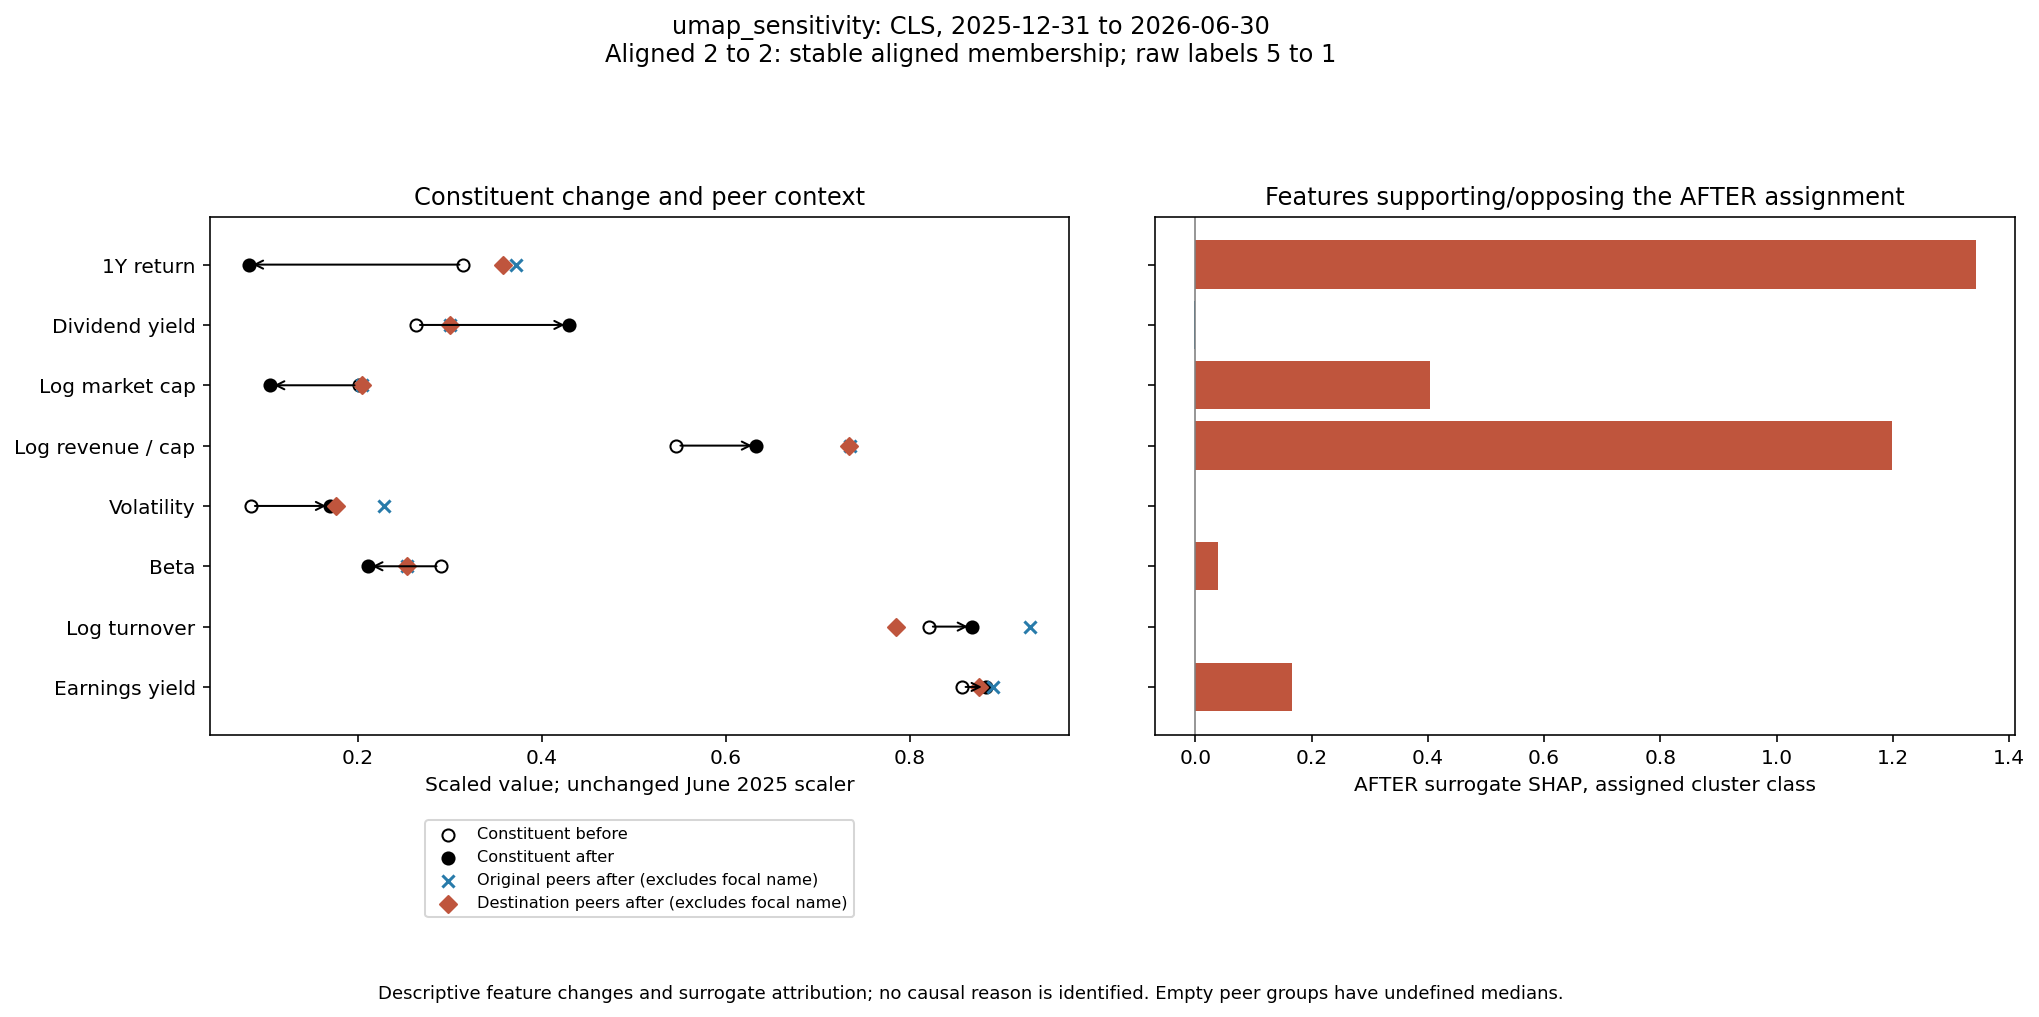 umap_sensitivity: CLS, 2025-12-31 to 2026-06-30
Aligned 2 to 2: stable aligned membership; raw labels 5 to 1
Constituent change and peer context
1Y return
Dividend yield
Log market cap
Log revenue / cap
Volatility
Beta
Log turnover
Earnings yield
0.2
0.4
0.6
0.8
Scaled value; unchanged June 2025 scaler
Constituent before
Constituent after
Original peers after (excludes focal name)
Destination peers after (excludes focal name)
Features supporting/opposing the AFTER assignment
0.0
0.2
0.4
0.6
0.8
1.0
1.2
1.4
AFTER surrogate SHAP, assigned cluster class
Descriptive feature changes and surrogate attribution; no causal reason is identified. Empty peer groups have undefined medians.